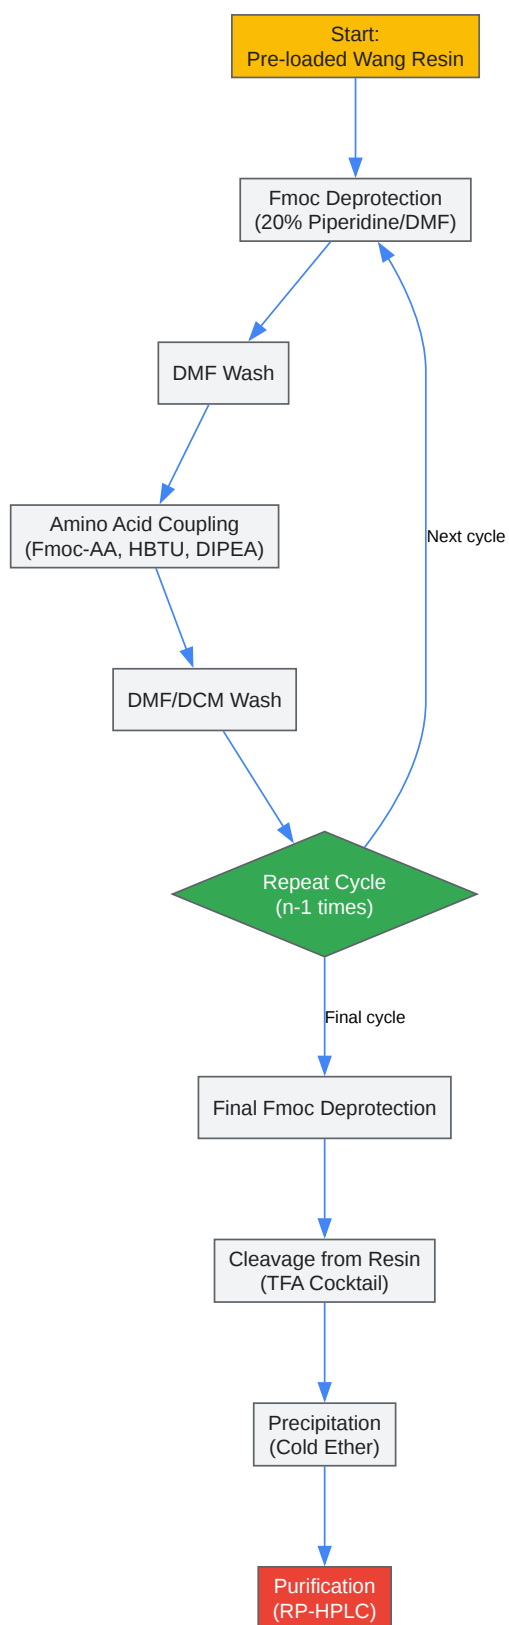 Start:
Pre-loaded Wang Resin
Fmoc Deprotection
(20% Piperidine/DMF)
DMF Wash
Amino Acid Coupling
(Fmoc-AA, HBTU, DIPEA)
Next cycle
DMF/DCM Wash
Repeat Cycle
(n-1 times)
Final cycle
Final Fmoc Deprotection
Cleavage from Resin
(TFA Cocktail)
Precipitation
(Cold Ether)
Purification
(RP-HPLC)